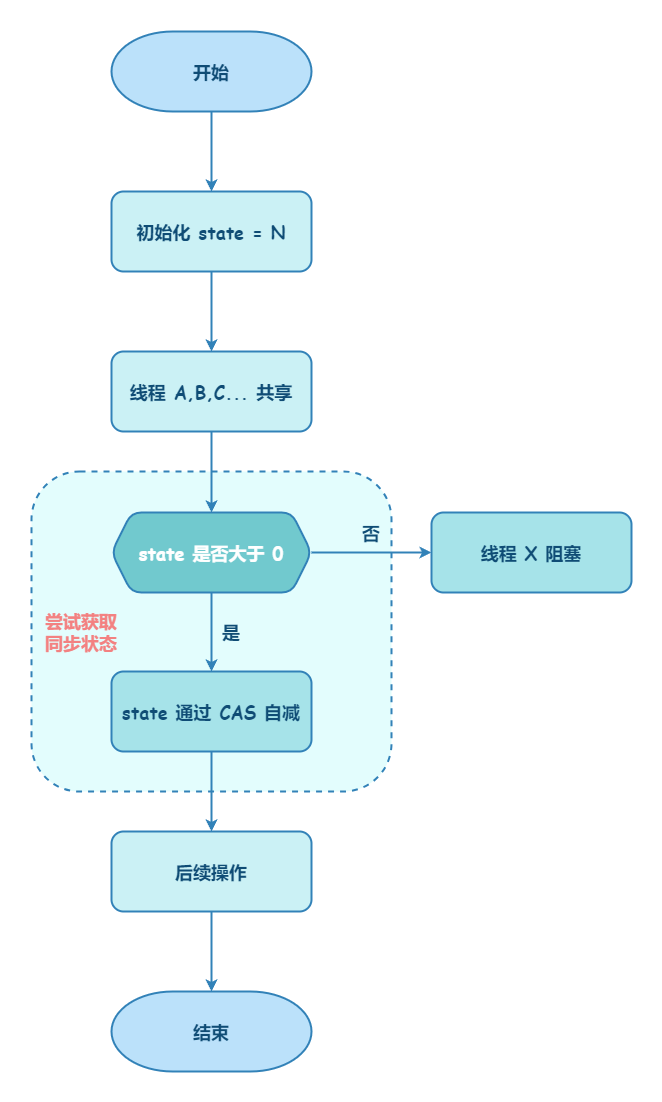 开始
初始化 state = N
线程 A,B,C... 共享
state 是否大于 0
否
线程 X 阻塞
尝试获取
同步状态
是
state 通过 CAS 自减
后续操作
结束